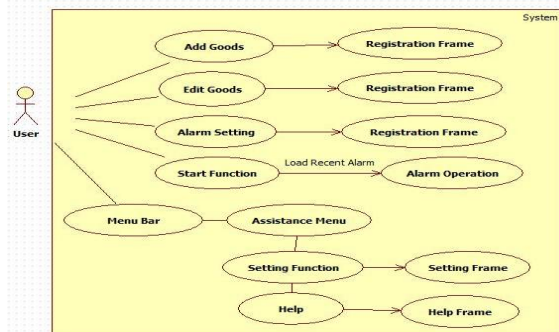 System
Add Goods
Registration Frame
Edit Goods
Registration Frame
User
Alarm Setting
Registration Frame
Load Recent Alarm
Start Function
Alarm Operation
Menu Bar
Assistance Menu
Setting Function
Setting Frame
Help
Help Frame